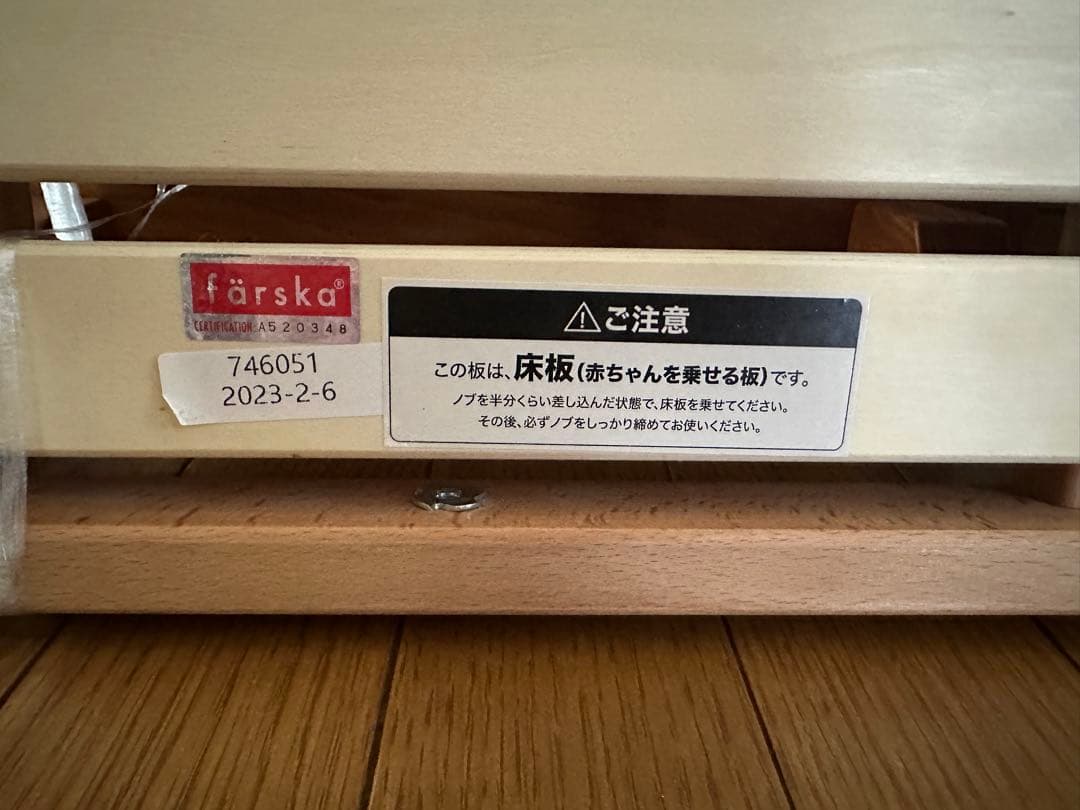 färska®
CERTIFICATION A520348
746051
2023-2-6
ご注意
この板は、床板(赤ちゃんを乗せる板)です。
ノブを半分くらい差し込んだ状態で、床板を乗せてください。
その後、必ずノブをしっかり締めてお使いください。